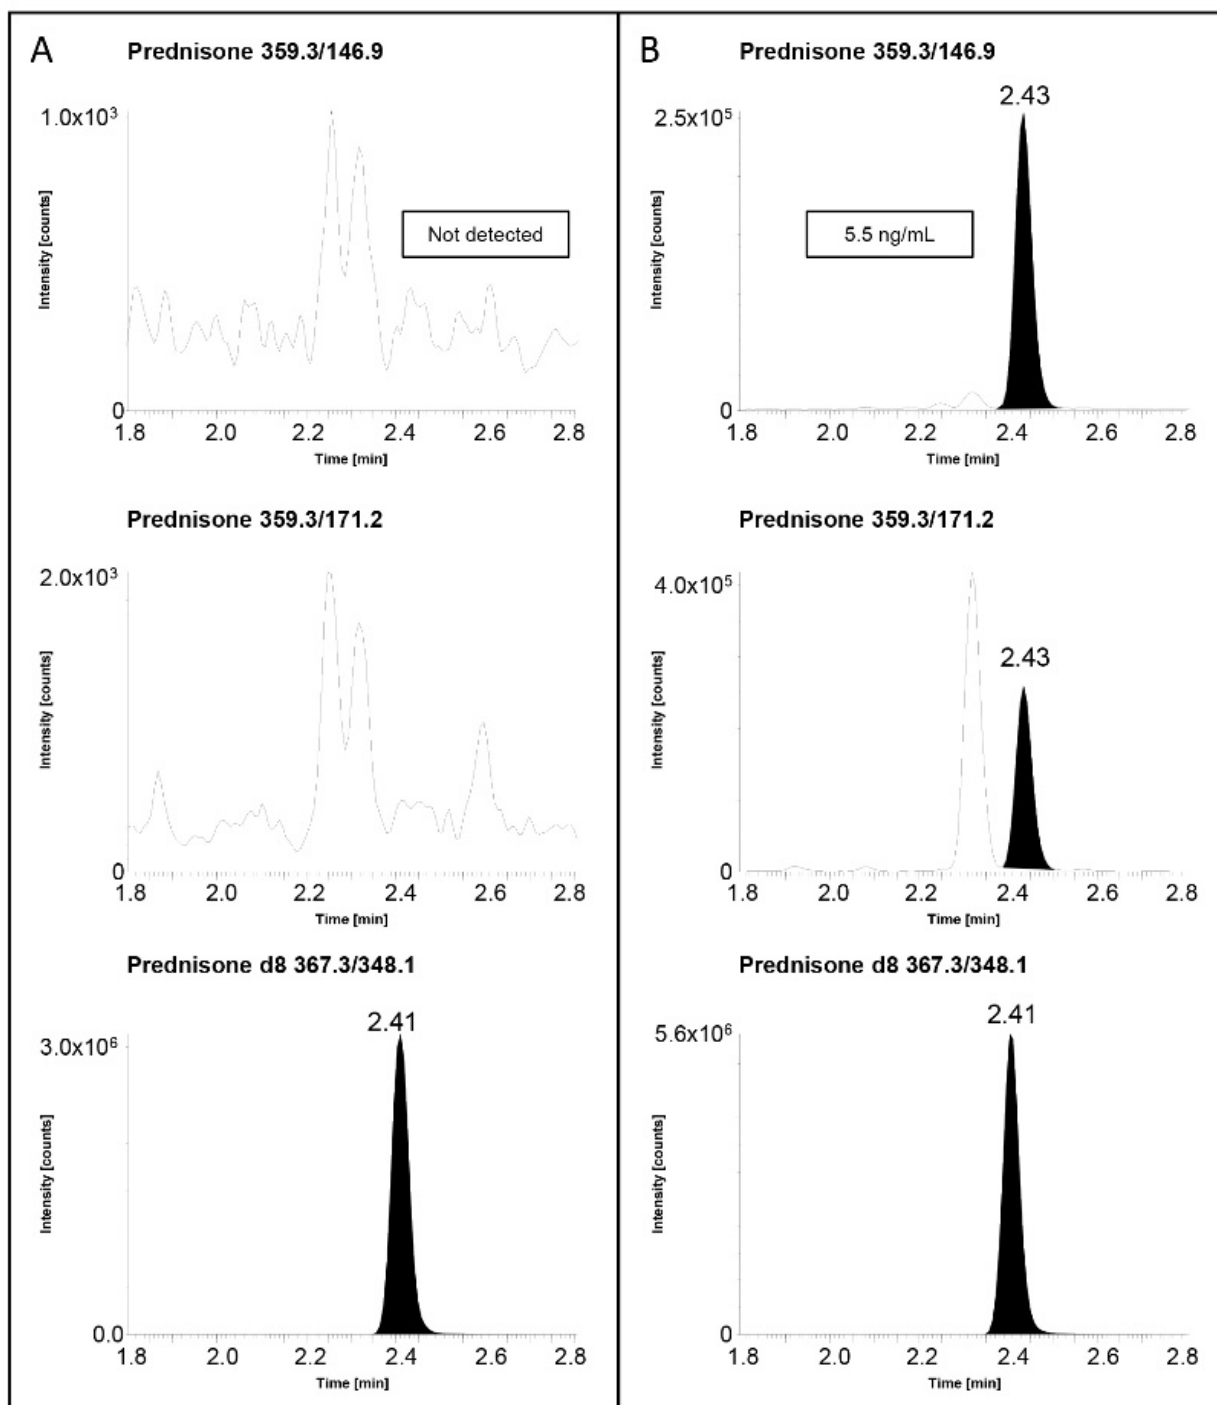 A
Prednisone 359.3/146.9
1.0x10³
Intensity [counts]
Not detected
0
1.8 2.0 2.2 2.4 2.6 2.8
Time [min]
Prednisone 359.3/171.2
2.0x10³
Intensity [counts]
0
1.8 2.0 2.2 2.4 2.6 2.8
Time [min]
Prednisone d8 367.3/348.1
2.41
3.0x10⁶
Intensity [counts]
0.0
1.8 2.0 2.2 2.4 2.6 2.8
Time [min]
B
Prednisone 359.3/146.9
2.43
2.5x10⁵
Intensity [counts]
5.5 ng/mL
0
1.8 2.0 2.2 2.4 2.6 2.8
Time [min]
Prednisone 359.3/171.2
4.0x10⁵
2.43
Intensity [counts]
0
1.8 2.0 2.2 2.4 2.6 2.8
Time [min]
Prednisone d8 367.3/348.1
2.41
5.6x10⁶
Intensity [counts]
0
1.8 2.0 2.2 2.4 2.6 2.8
Time [min]